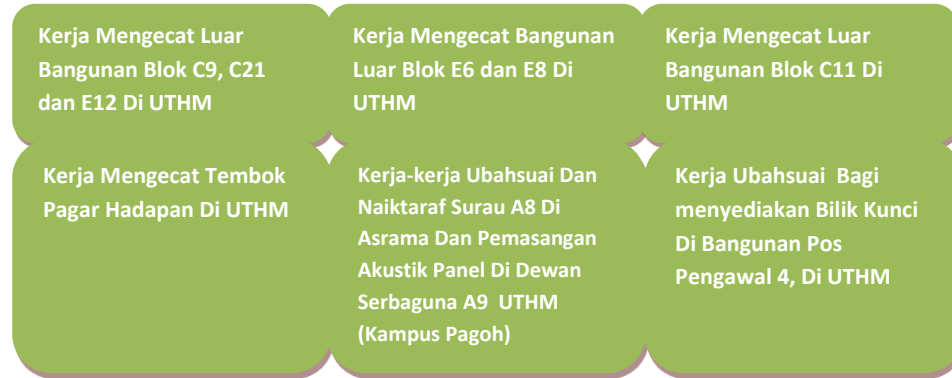 Kerja Mengecat Luar
Bangunan Blok C9, C21
dan E12 Di UTHM
Kerja Mengecat Bangunan
Luar Blok E6 dan E8 Di
UTHM
Kerja Mengecat Luar
Bangunan Blok C11 Di
UTHM
Kerja Mengecat Tembok
Pagar Hadapan Di UTHM
Kerja-kerja Ubahsuai Dan
Naiktaraf Surau A8 Di
Asrama Dan Pemasangan
Akustik Panel Di Dewan
Serbaguna A9 UTHM
(Kampus Pagoh)
Kerja Ubahsuai Bagi
menyediakan Bilik Kunci
Di Bangunan Pos
Pengawal 4, Di UTHM